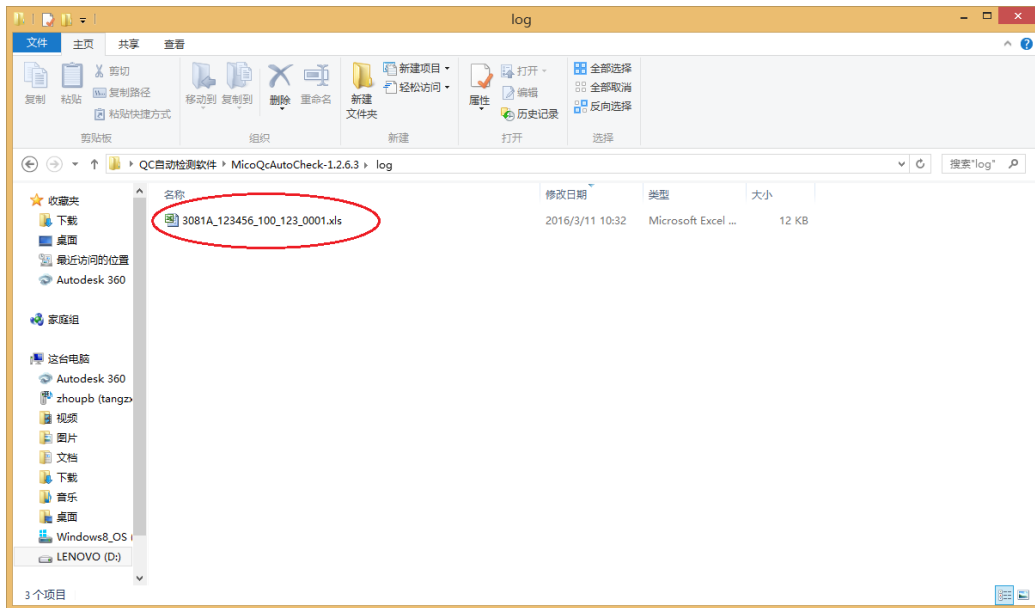 log
文件 主页 共享 查看
复制 粘贴 剪切 复制路径 粘贴快捷方式
移动到 复制到 删除 重命名
新建文件夹 新建项目 轻松访问
属性 打开 编辑 历史记录
全部选择 全部取消 反向选择
剪贴板 组织 新建 打开 选择
QC自动检测软件 MicoQcAutoCheck-1.2.6.3 log 搜索"log"
名称 修改日期 类型 大小
3081A_123456_100_123_0001.xls 2016/3/11 10:32 Microsoft Excel ... 12 KB
收藏夹
下载
桌面
最近访问的位置
Autodesk 360
家庭组
这台电脑
Autodesk 360
zhoupb (tangzx
视频
图片
文档
下载
音乐
桌面
Windows8_OS (
LENOVO (D:)
3 个项目